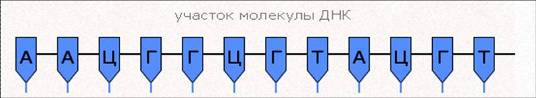 участок молекулы ДНК
А А Ц Г Г Ц Г Т А Ц Г Т